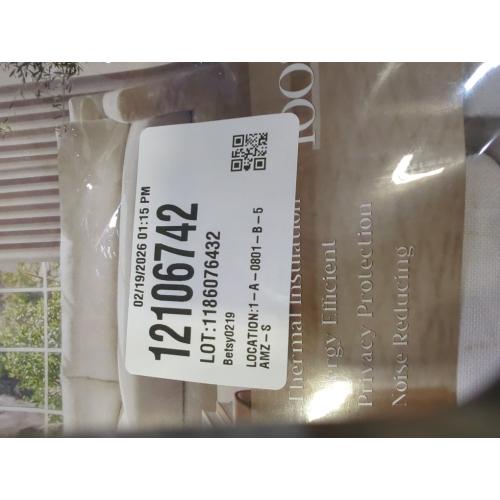 02/19/2026 01:15 PM
12106742
LOT:1186076432
Betsy0219
LOCATION:1-A-0801-B-5
AMZ-S
100
Thermal Insulation
Efficient
Privacy Protection
Noise Reducing